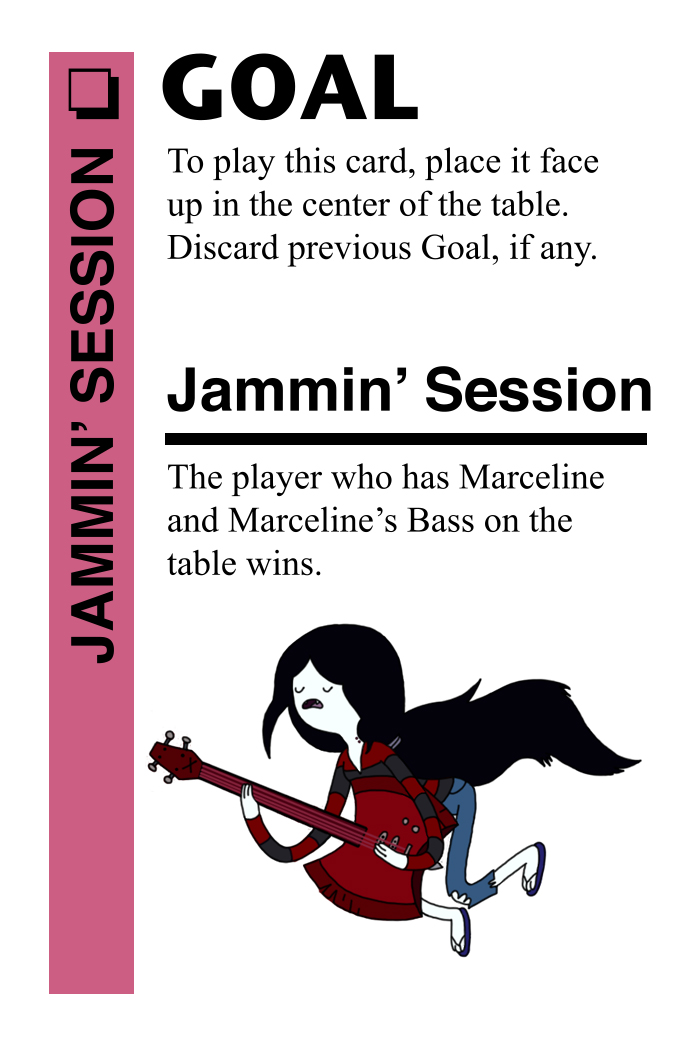 GOAL
To play this card, place it face
up in the center of the table.
Discard previous Goal, if any.
JAMMIN’ SESSION
Jammin’ Session
The player who has Marceline
and Marceline’s Bass on the
table wins.